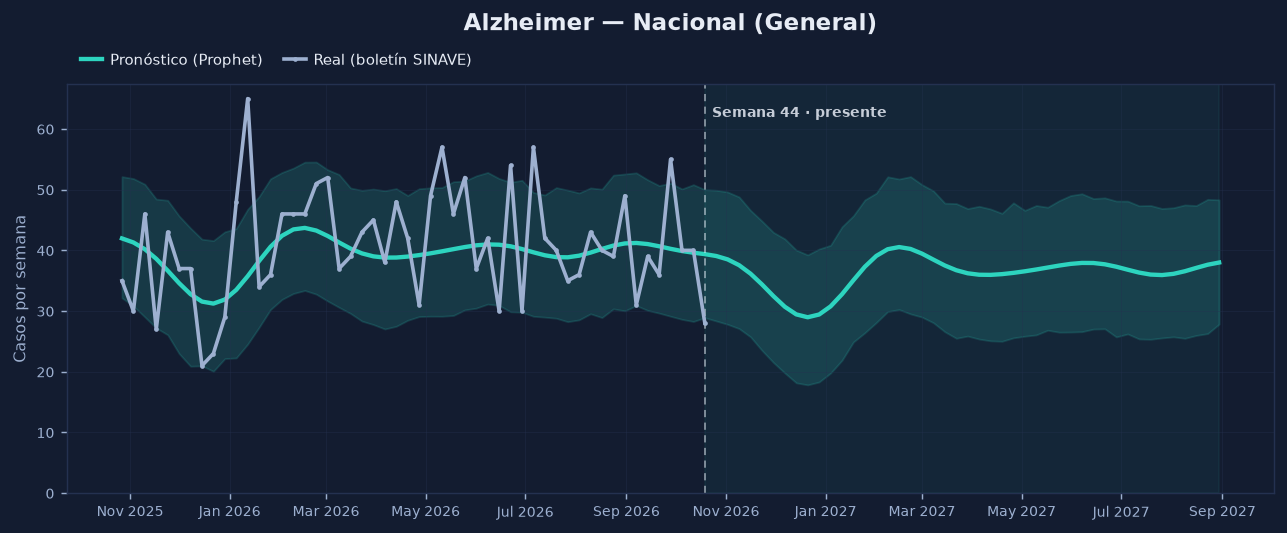 Alzheimer — Nacional (General)
Pronóstico (Prophet)
Real (boletín SINAVE)
Semana 44 · presente
Casos por semana
60
50
40
30
20
10
0
Nov 2025
Jan 2026
Mar 2026
May 2026
Jul 2026
Sep 2026
Nov 2026
Jan 2027
Mar 2027
May 2027
Jul 2027
Sep 2027